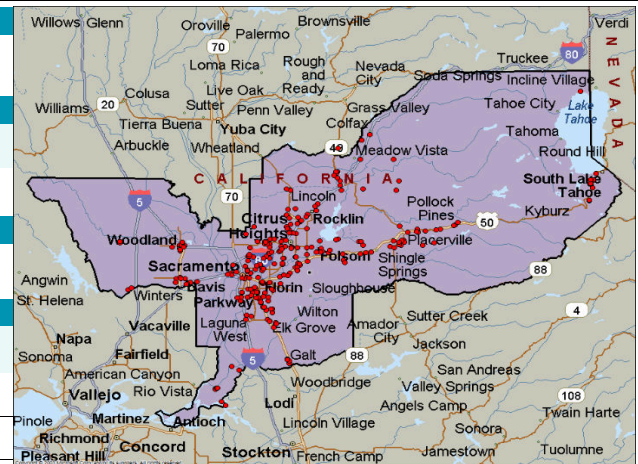 Willows Glenn
Oroville
Palermo
Brownsville
Verdi
70
80
NEVADA
Loma Rica
Rough
and
Ready
Nevada
City
Truckee
Soda Springs
Incline Village
Colusa
Live Oak
20
Williams
Sutter
Penn Valley
Grass Valley
Tahoe City
Lake
Tahoe
Tierra Buena
Yuba City
Colfax
Tahoma
Arbuckle
Wheatland
49
Meadow Vista
Round Hill
CALIFORNIA
5
70
Lincoln
South Lake
Tahoe
Citrus
Heights
Rocklin
Pollock
Pines
50
Kyburz
Woodland
Placerville
Sacramento
Folsom
Shingle
Springs
88
Angwin
Davis
Florin
Sloughhouse
St. Helena
Winters
Parkway
Wilton
Sutter Creek
4
Vacaville
Laguna
West
Elk Grove
Amador
City
Jackson
Napa
Sonoma
Fairfield
5
Galt
88
San Andreas
American Canyon
Woodbridge
Valley Springs
Rio Vista
108
Vallejo
Lodi
Angels Camp
Twain Harte
Pinole
Martinez
Antioch
Lincoln Village
Sonora
Richmond
Concord
Pleasant Hill
Stockton
French Camp
Jamestown
Tuolumne